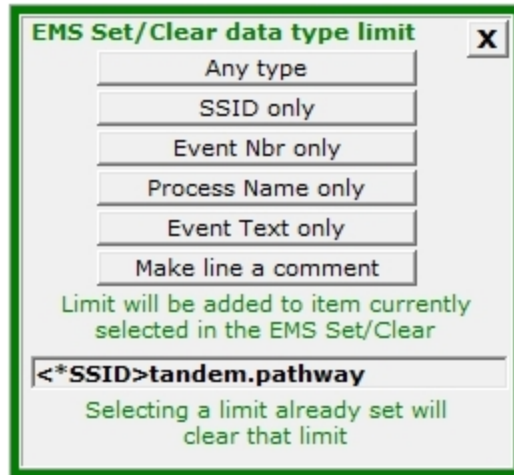 EMS Set/Clear data type limit
X
Any type
SSID only
Event Nbr only
Process Name only
Event Text only
Make line a comment
Limit will be added to item currently
selected in the EMS Set/Clear
<*SSID>tandem.pathway
Selecting a limit already set will
clear that limit